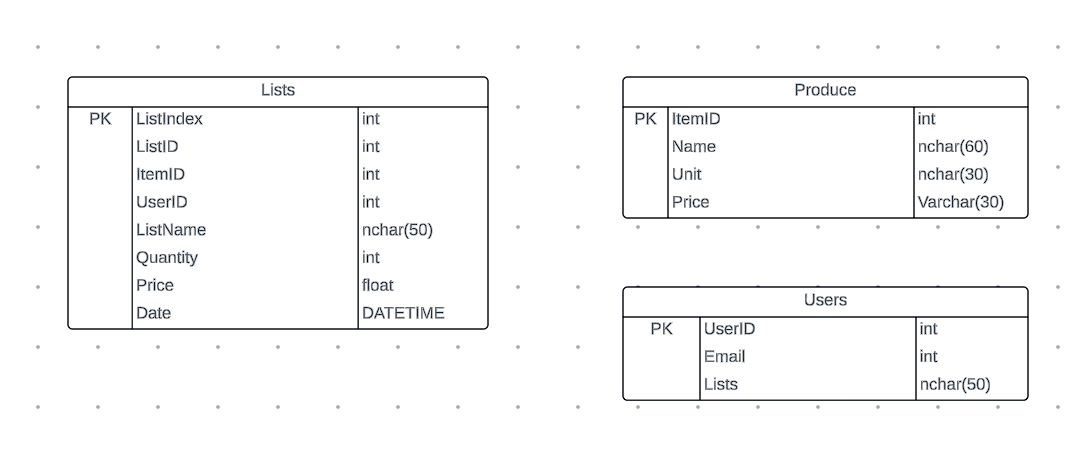 Lists
PK ListIndex int
ListID int
ItemID int
UserID int
ListName nchar(50)
Quantity int
Price float
Date DATETIME
Produce
PK ItemID int
Name nchar(60)
Unit nchar(30)
Price Varchar(30)
Users
PK UserID int
Email int
Lists nchar(50)